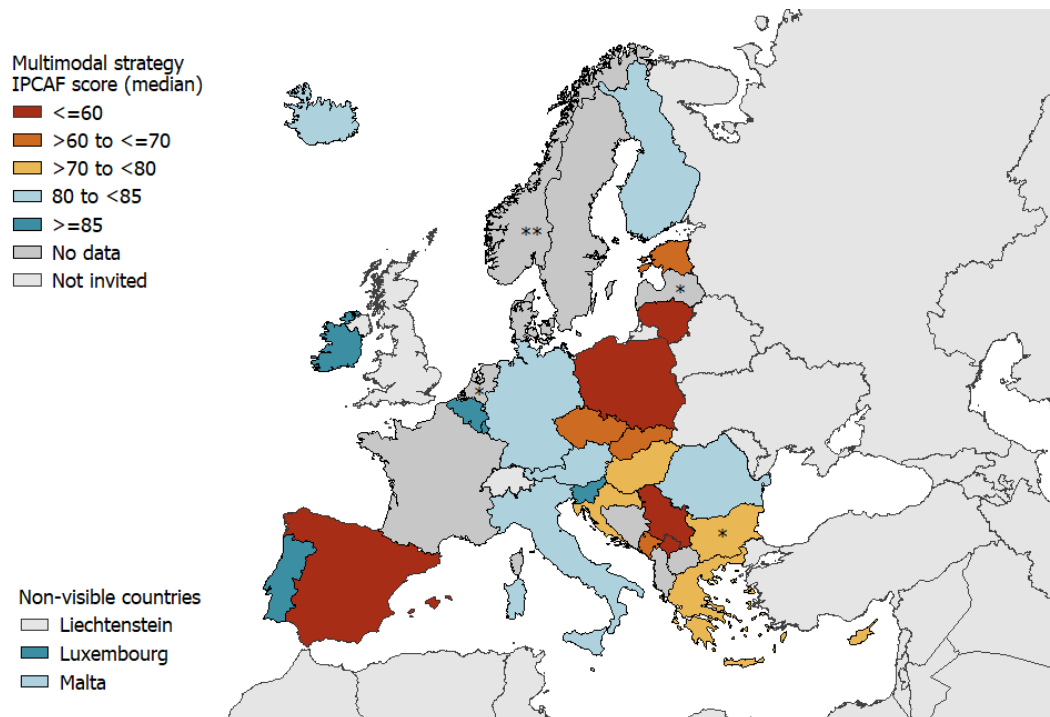 Multimodal strategy
IPCAF score (median)
<=60
>60 to <=70
>70 to <80
80 to <85
>=85
No data
Not invited
**
*
*
*
Non-visible countries
Liechtenstein
Luxembourg
Malta